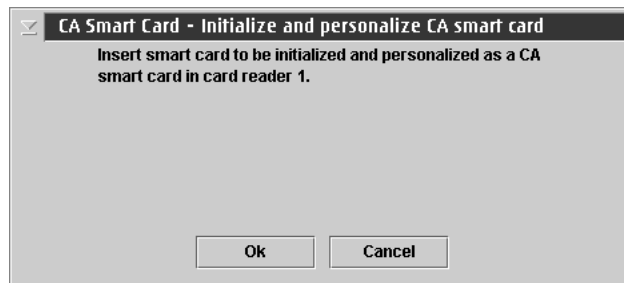 CA Smart Card - Initialize and personalize CA smart card
Insert smart card to be initialized and personalized as a CA
smart card in card reader 1.
Ok
Cancel